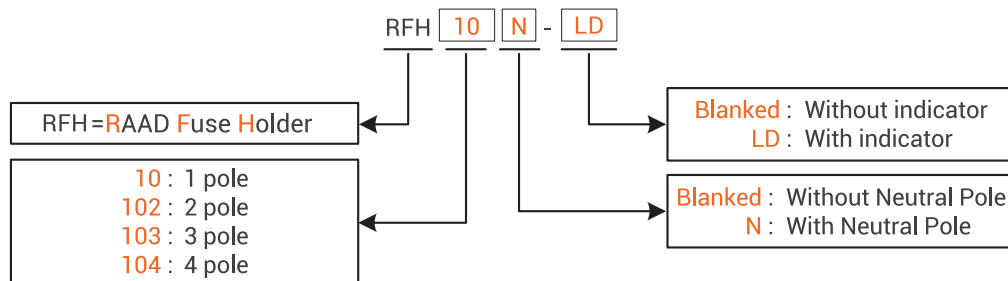 RFH 10 N - LD
RFH=RAAD Fuse Holder
10 : 1 pole
102 : 2 pole
103 : 3 pole
104 : 4 pole
Blanked : Without indicator
LD : With indicator
Blanked : Without Neutral Pole
N : With Neutral Pole